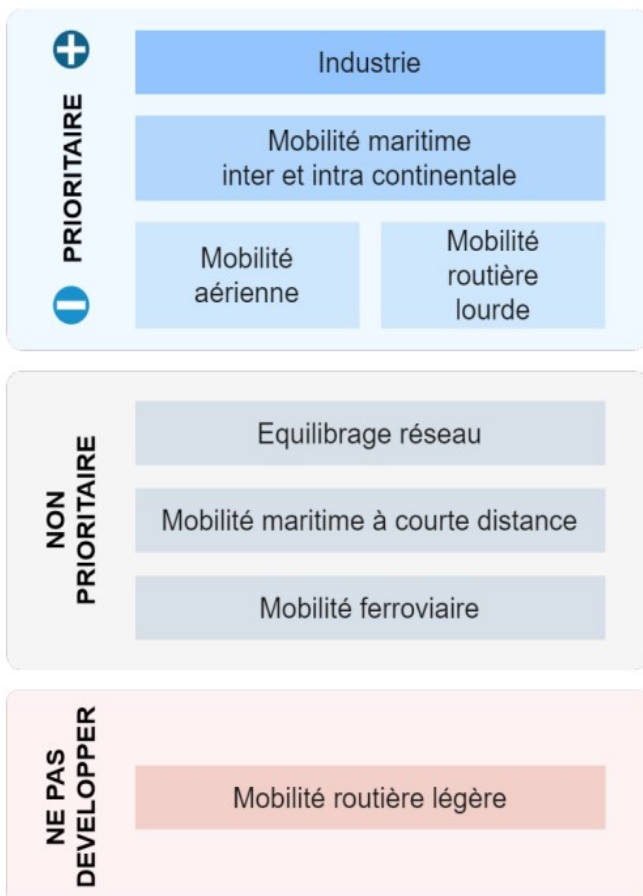 PRIORITAIRE
Industrie
Mobilité maritime
inter et intra continentale
Mobilité
aérienne
Mobilité
routière
lourde
NON
PRIORITAIRE
Equilibrage réseau
Mobilité maritime à courte distance
Mobilité ferroviaire
NE PAS
DEVELOPPER
Mobilité routière légère